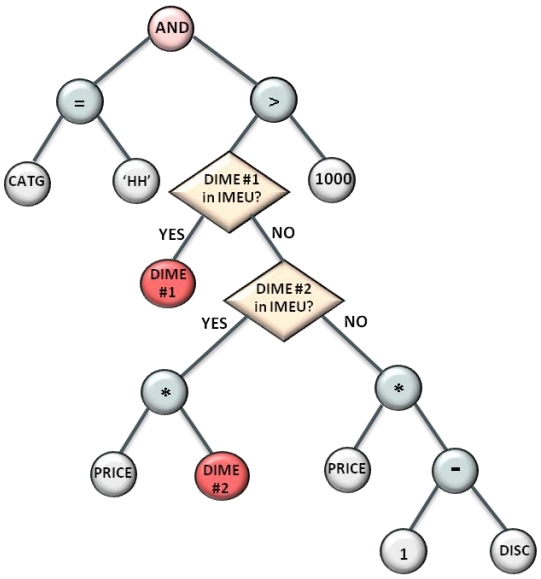 AND
=
>
CATG
'HH'
DIME #1
in IMEU?
1000
YES
NO
DIME
#1
DIME #2
in IMEU?
YES
NO
*
*
PRICE
DIME
#2
PRICE
-
1
DISC